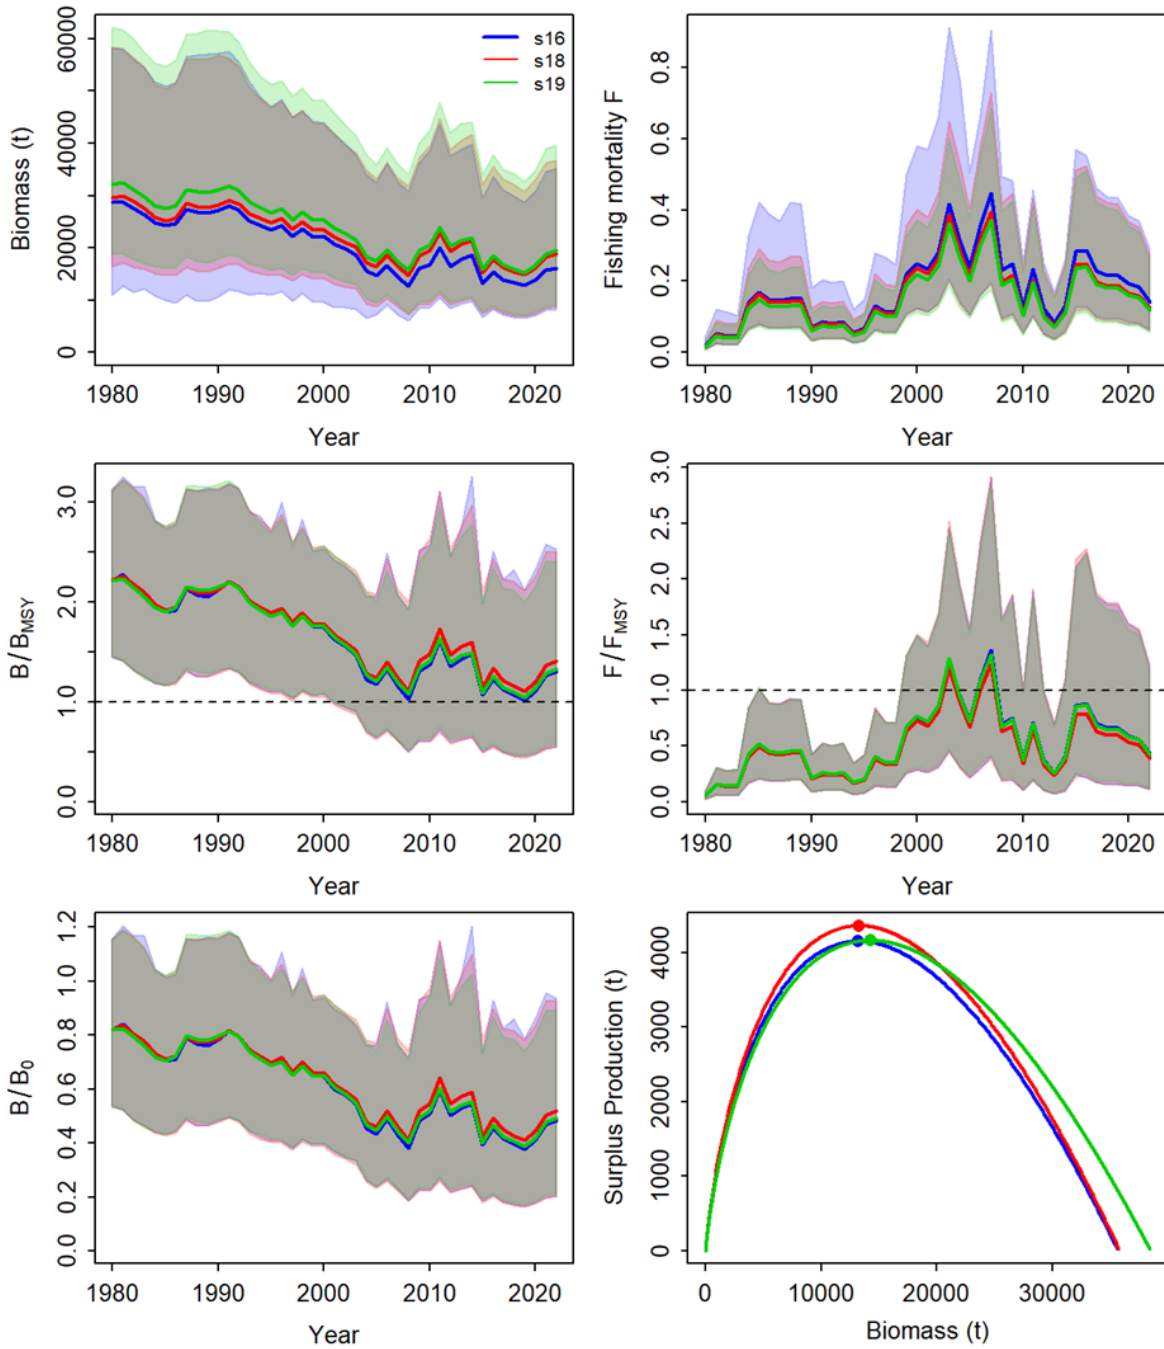 Biomass (t)
60000
40000
20000
0
s16
s18
s19
1980 1990 2000 2010 2020
Year
Fishing mortality F
0.8
0.6
0.4
0.2
0.0
1980 1990 2000 2010 2020
Year
B/BMSY
3.0
2.0
1.0
0.0
1980 1990 2000 2010 2020
Year
F/FMSY
3.0
2.5
2.0
1.5
1.0
0.5
0.0
1980 1990 2000 2010 2020
Year
B/B0
1.2
1.0
0.8
0.6
0.4
0.2
0.0
1980 1990 2000 2010 2020
Year
Surplus Production (t)
4000
3000
2000
1000
0
0 10000 20000 30000
Biomass (t)